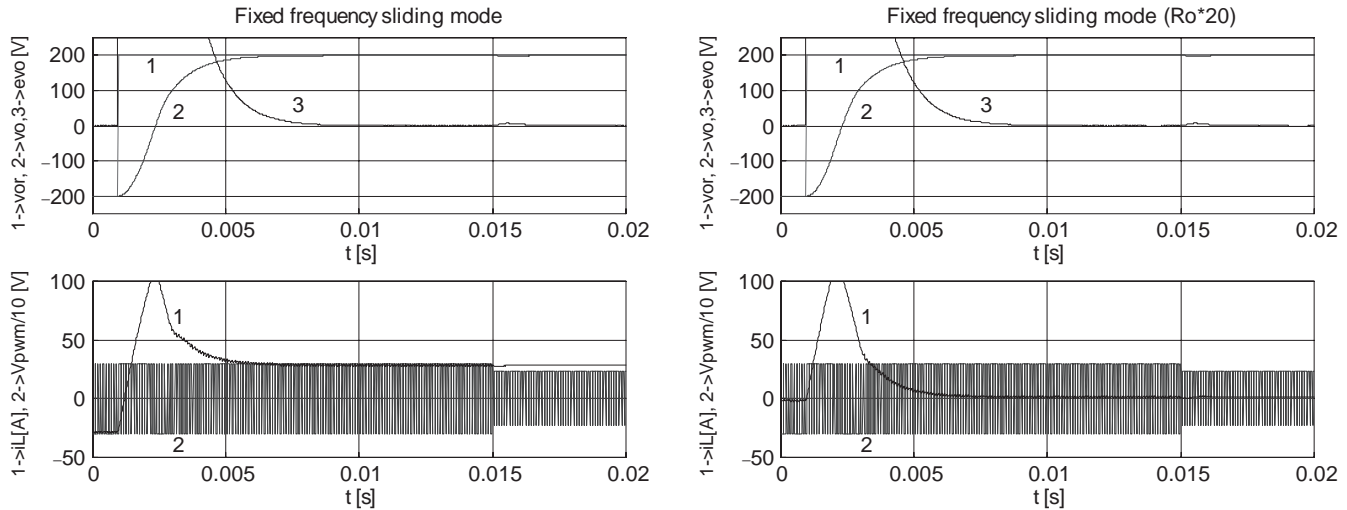 Fixed frequency sliding mode
1->vor, 2->vo,3->evo [V]
200
100
0
−100
−200
1
2
3
0 0.005 0.01 0.015 0.02
t [s]
1->iL[A], 2->Vpwm/10 [V]
100
50
0
−50
1
2
0 0.005 0.01 0.015 0.02
t [s]
Fixed frequency sliding mode (Ro*20)
1->vor, 2->vo,3->evo [V]
200
100
0
−100
−200
1
2
3
0 0.005 0.01 0.015 0.02
t [s]
1->iL[A], 2->Vpwm/10 [V]
100
50
0
−50
1
2
0 0.005 0.01 0.015 0.02
t [s]